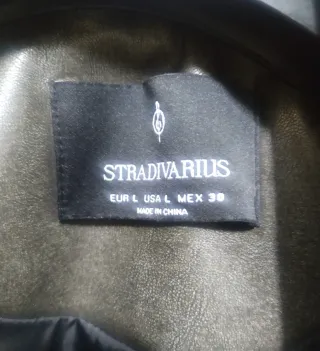 STRADIVARIUS
EUR L USA L MEX 30
MADE IN CHINA